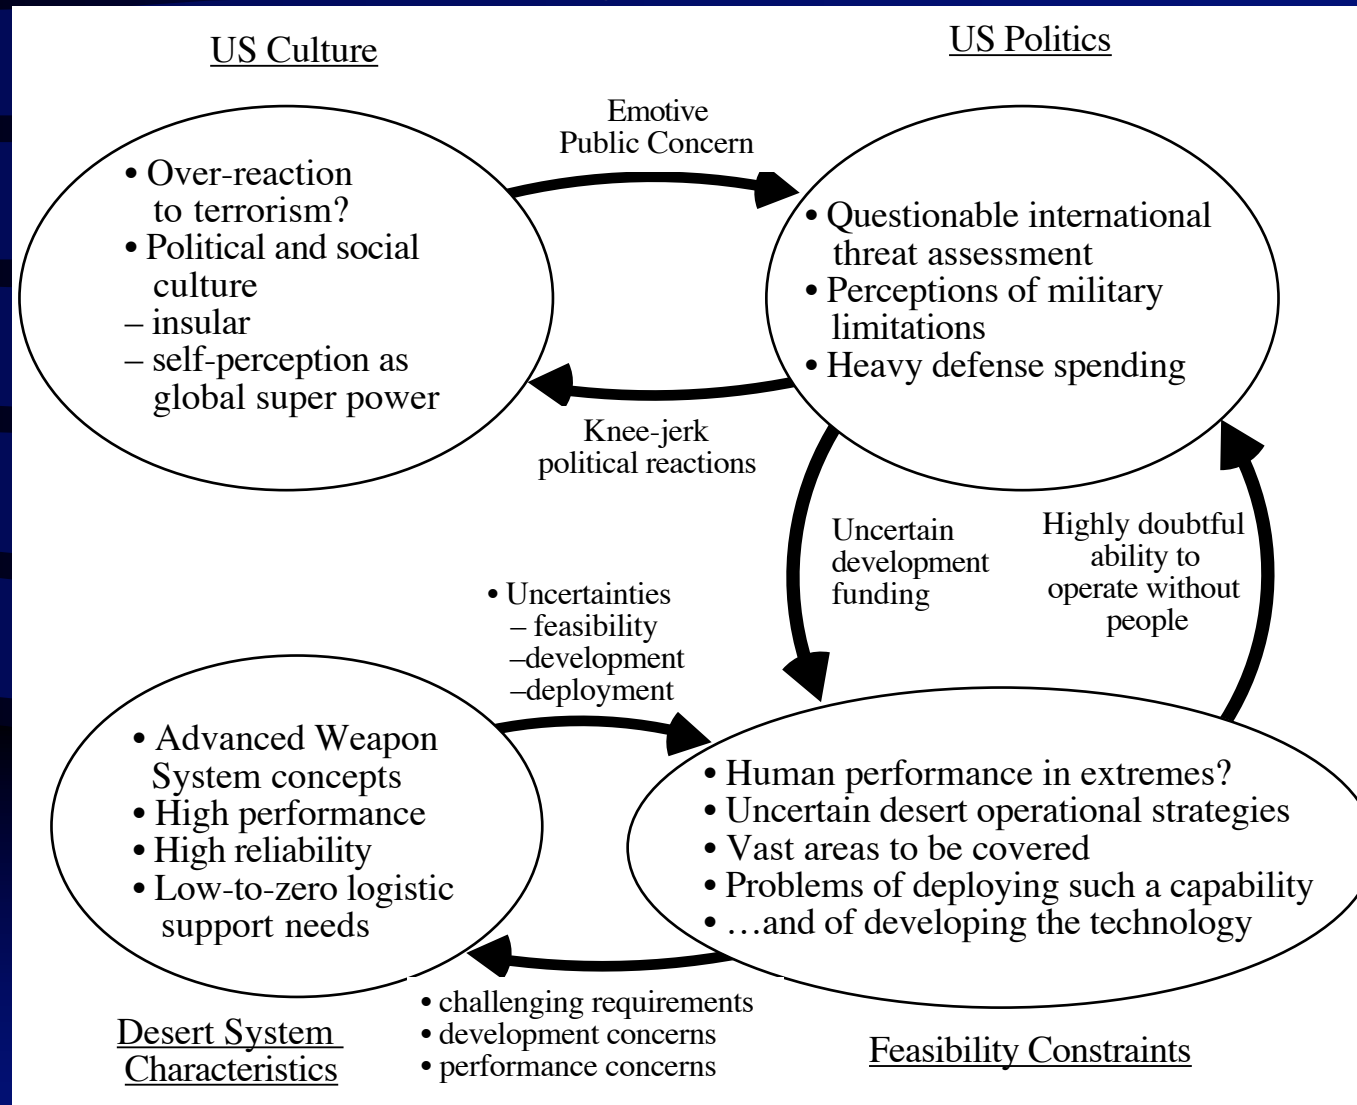 US Culture
US Politics
Emotive
Public Concern
• Over-reaction
to terrorism?
• Political and social
culture
– insular
– self-perception as
global super power
• Questionable international
threat assessment
• Perceptions of military
limitations
• Heavy defense spending
Knee-jerk
political reactions
Uncertain
development
funding
Highly doubtful
ability to
operate without
people
• Uncertainties
– feasibility
–development
–deployment
• Advanced Weapon
System concepts
• High performance
• High reliability
• Low-to-zero logistic
support needs
• Human performance in extremes?
• Uncertain desert operational strategies
• Vast areas to be covered
• Problems of deploying such a capability
• …and of developing the technology
• challenging requirements
• development concerns
• performance concerns
Desert System
Characteristics
Feasibility Constraints